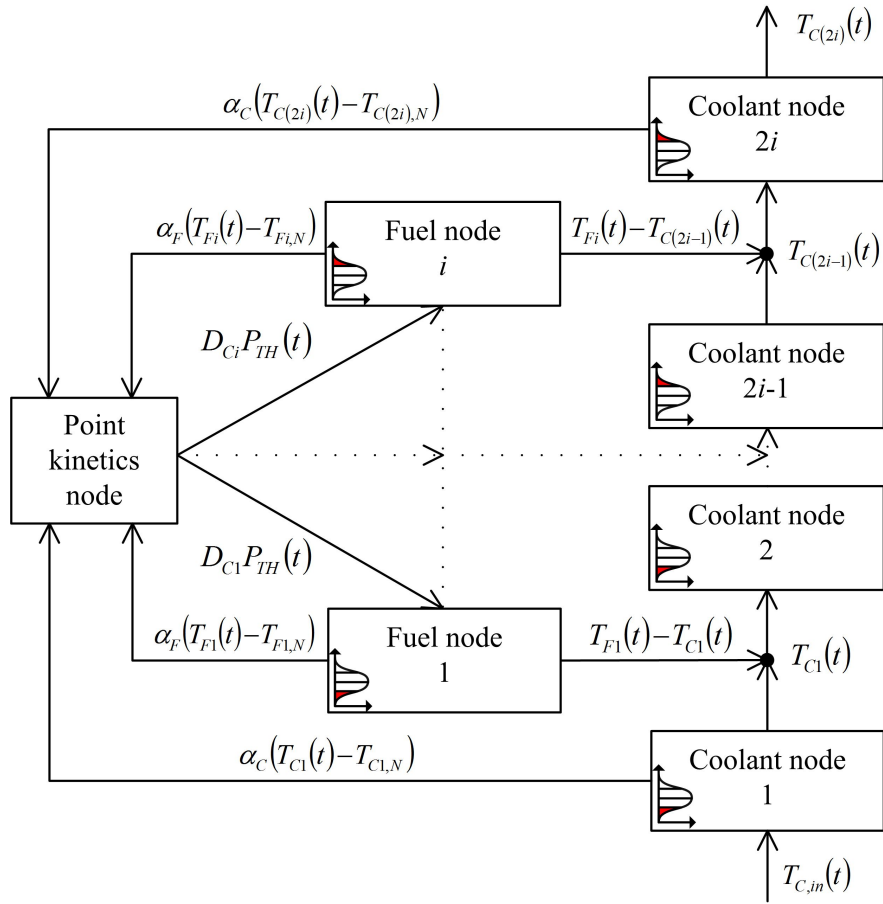 T_{C(2i)}(t)
α_C(T_{C(2i)}(t)−T_{C(2i),N})
Coolant node
2i
α_F(T_{Fi}(t)−T_{Fi,N})
Fuel node
i
T_{Fi}(t)−T_{C(2i−1)}(t)
T_{C(2i−1)}(t)
D_{Ci}P_{TH}(t)
Coolant node
2i-1
Point
kinetics
node
Coolant node
2
D_{C1}P_{TH}(t)
α_F(T_{F1}(t)−T_{F1,N})
Fuel node
1
T_{F1}(t)−T_{C1}(t)
T_{C1}(t)
α_C(T_{C1}(t)−T_{C1,N})
Coolant node
1
T_{C,in}(t)